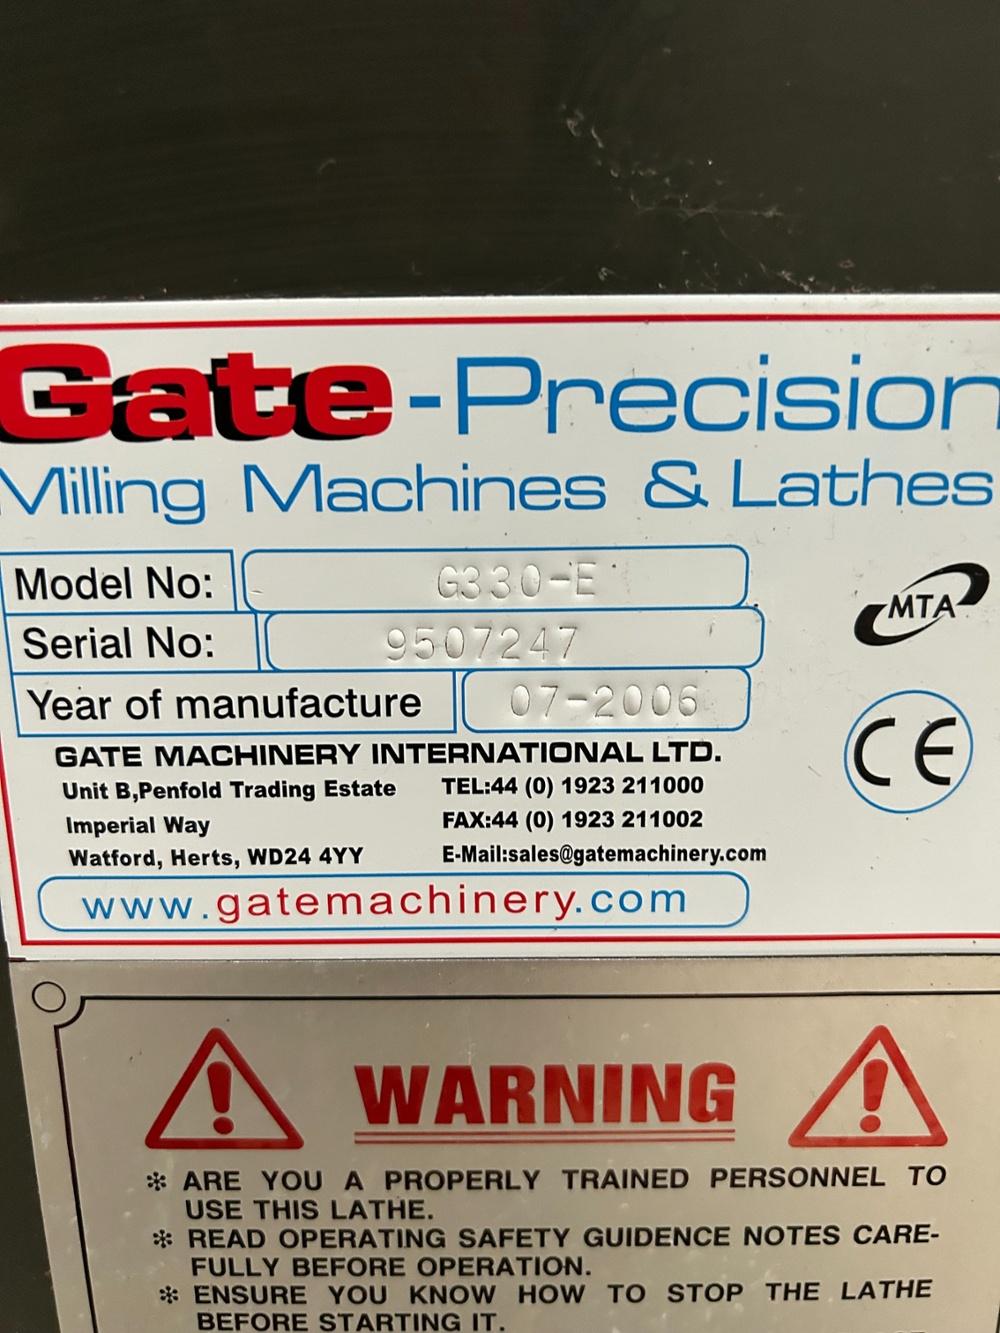 Gate-Precision
Milling Machines & Lathes
Model No: G330-E
Serial No: 9507247
MTA
Year of manufacture 07-2006
CE
GATE MACHINERY INTERNATIONAL LTD.
Unit B,Penfold Trading Estate TEL:44 (0) 1923 211000
Imperial Way FAX:44 (0) 1923 211002
Watford, Herts, WD24 4YY E-Mail:sales@gatemachinery.com
www.gatemachinery.com
WARNING
✻ ARE YOU A PROPERLY TRAINED PERSONNEL TO
USE THIS LATHE.
✻ READ OPERATING SAFETY GUIDENCE NOTES CARE-
FULLY BEFORE OPERATION.
✻ ENSURE YOU KNOW HOW TO STOP THE LATHE
BEFORE STARTING IT.